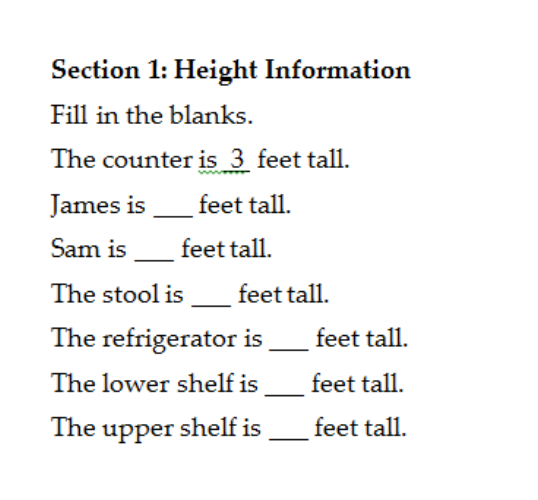 Section 1: Height Information
Fill in the blanks.
The counter is 3 feet tall.
James is ___ feet tall.
Sam is ___ feet tall.
The stool is ___ feet tall.
The refrigerator is ___ feet tall.
The lower shelf is ___ feet tall.
The upper shelf is ___ feet tall.